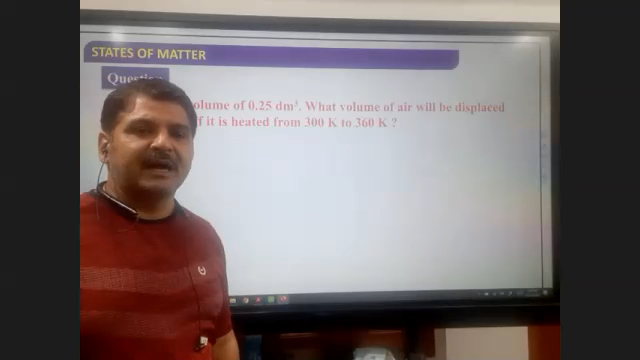 STATES OF MATTER
Question
olume of 0.25 dm³. What volume of air will be displaced
f it is heated from 300 K to 360 K ?